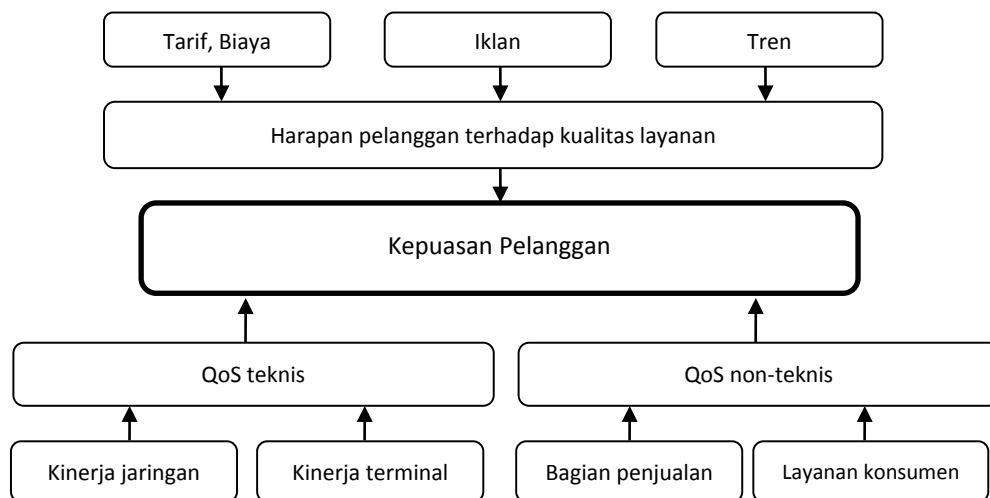 Tarif, Biaya
Iklan
Tren
Harapan pelanggan terhadap kualitas layanan
Kepuasan Pelanggan
QoS teknis
QoS non-teknis
Kinerja jaringan
Kinerja terminal
Bagian penjualan
Layanan konsumen